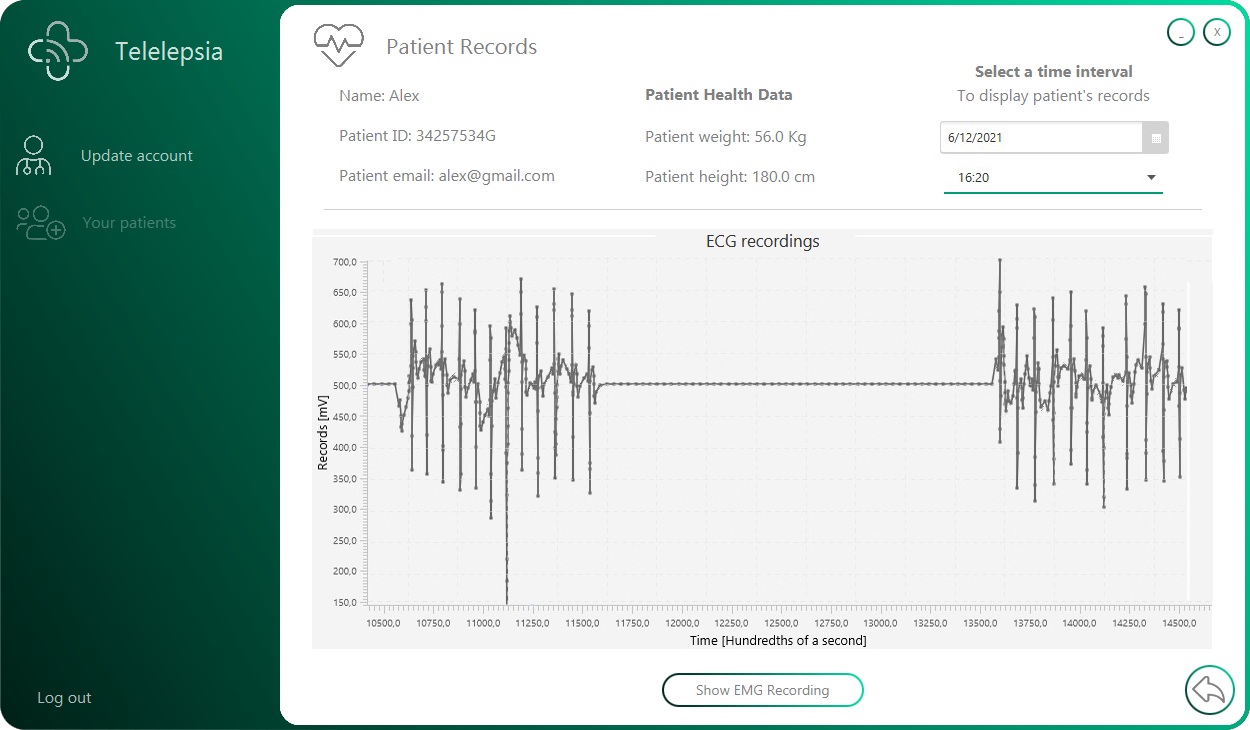 Telelepsia
Update account
Your patients
Log out
Patient Records
_
X
Name: Alex
Patient ID: 34257534G
Patient email: alex@gmail.com
Patient Health Data
Patient weight: 56.0 Kg
Patient height: 180.0 cm
Select a time interval
To display patient's records
6/12/2021
16:20
ECG recordings
Records [mV]
700,0
650,0
600,0
550,0
500,0
450,0
400,0
350,0
300,0
250,0
200,0
150,0
10500,0 10750,0 11000,0 11250,0 11500,0 11750,0 12000,0 12250,0 12500,0 12750,0 13000,0 13250,0 13500,0 13750,0 14000,0 14250,0 14500,0
Time [Hundredths of a second]
Show EMG Recording